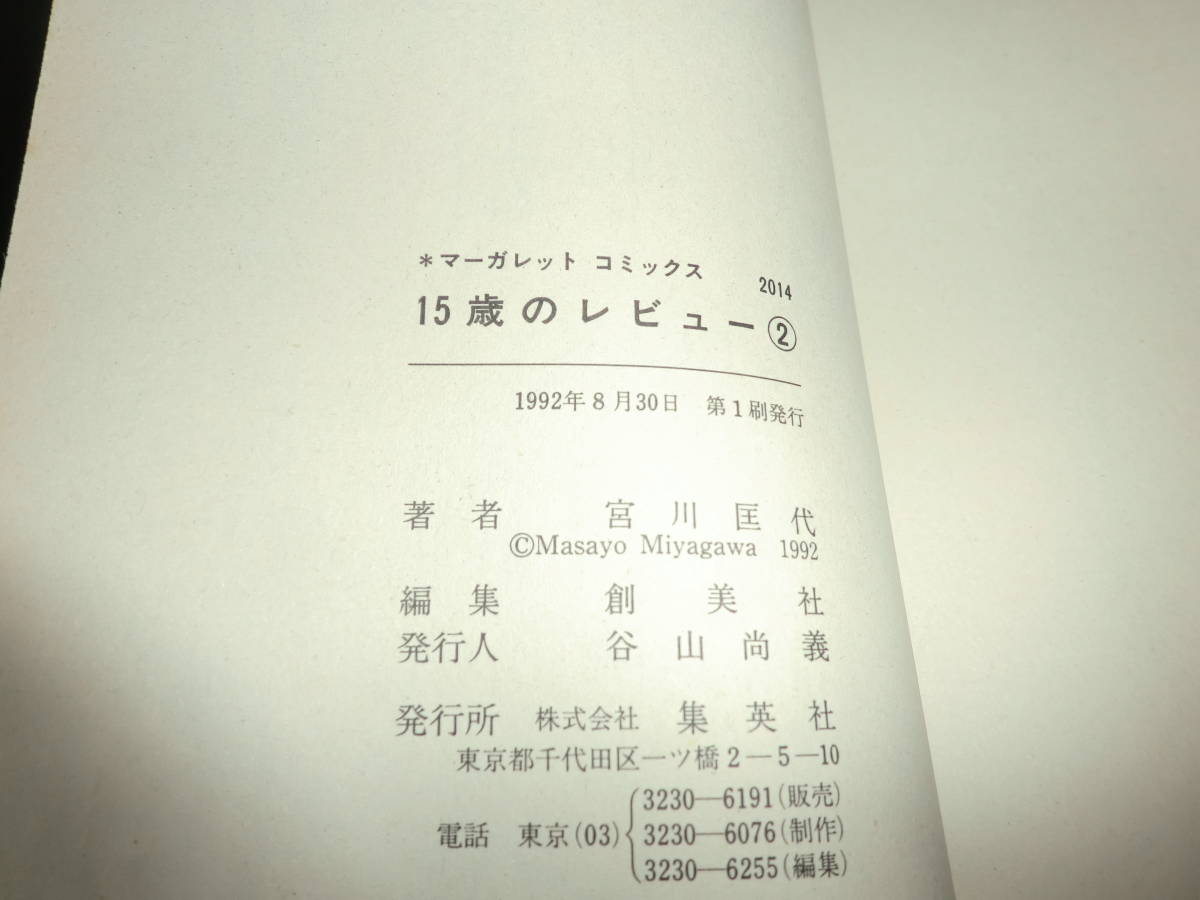 *マーガレット コミックス 2014
15歳のレビュー②
1992年8月30日 第1刷発行
著者 宮川匡代
©Masayo Miyagawa 1992
編集 創美社
発行人 谷山尚義
発行所 株式会社 集英社
東京都千代田区一ツ橋2―5―10
3230―6191(販売)
電話 東京(03) 3230―6076(制作)
3230―6255(編集)